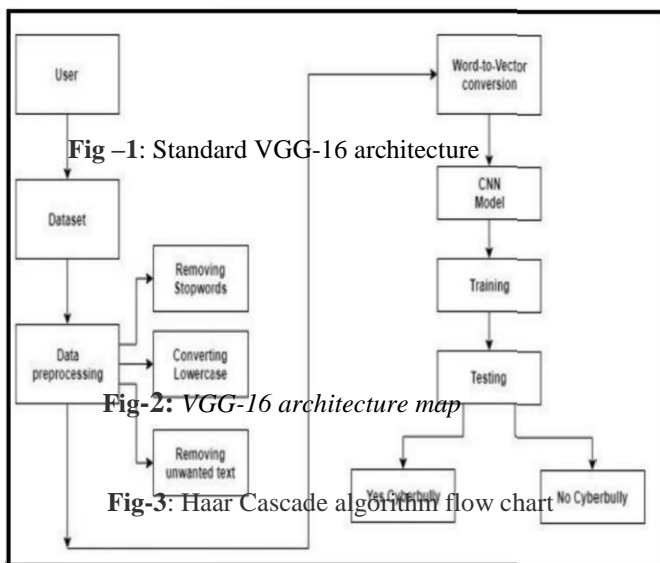 User
Fig –1: Standard VGG-16 architecture
Dataset
Removing
Stopwords
Data
preprocessing
Converting
Lowercase
Fig-2: VGG-16 architecture map
Removing
unwanted text
Fig-3: Haar Cascade algorithm flow chart
Word-to-Vector
conversion
CNN
Model
Training
Testing
Yes Cyberbully
No Cyberbully